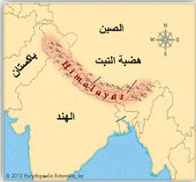 الصين
هضبة التبت
باكستان
Himalayas
الهند
© 2012 Encyclopædia Britannica, Inc.